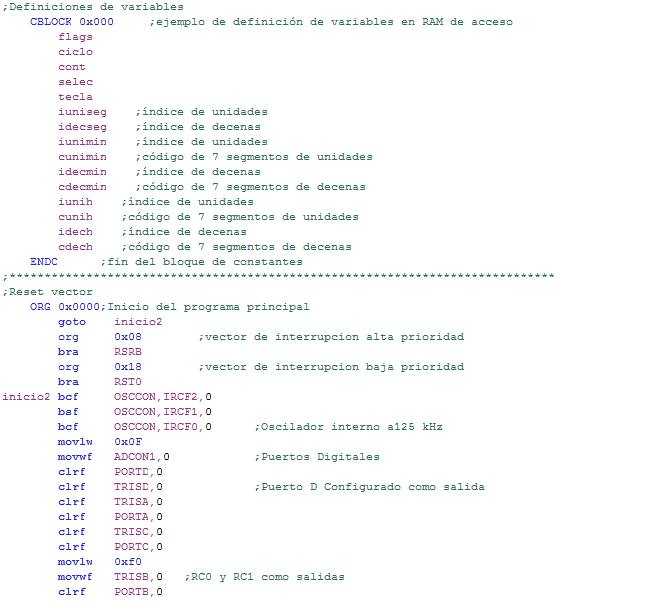 ;Definiciones de variables
CBLOCK 0x000 ;ejemplo de definición de variables en RAM de acceso
flags
ciclo
cont
selec
tecla
iuniseg ;índice de unidades
idecseg ;índice de decenas
iunimin ;índice de unidades
cunimin ;código de 7 segmentos de unidades
idecmin ;índice de decenas
cdecmin ;código de 7 segmentos de decenas
iunih ;índice de unidades
cunih ;código de 7 segmentos de unidades
idech ;índice de decenas
cdech ;código de 7 segmentos de decenas
ENDC ;fin del bloque de constantes
;******************************************************************************
;Reset vector
ORG 0x0000;Inicio del programa principal
goto inicio2
org 0x08 ;vector de interrupcion alta prioridad
bra RSRB
org 0x18 ;vector de interrupcion baja prioridad
bra RST0
inicio2 bcf OSCCON,IRCF2,0
bsf OSCCON,IRCF1,0
bcf OSCCON,IRCF0,0 ;Oscilador interno a125 kHz
movlw 0x0F
movwf ADCON1,0 ;Puertos Digitales
clrf PORTD,0
clrf TRISD,0 ;Puerto D Configurado como salida
clrf TRISA,0
clrf PORTA,0
clrf TRISC,0
clrf PORTC,0
movlw 0xf0
movwf TRISB,0 ;RC0 y RC1 como salidas
clrf PORTB,0